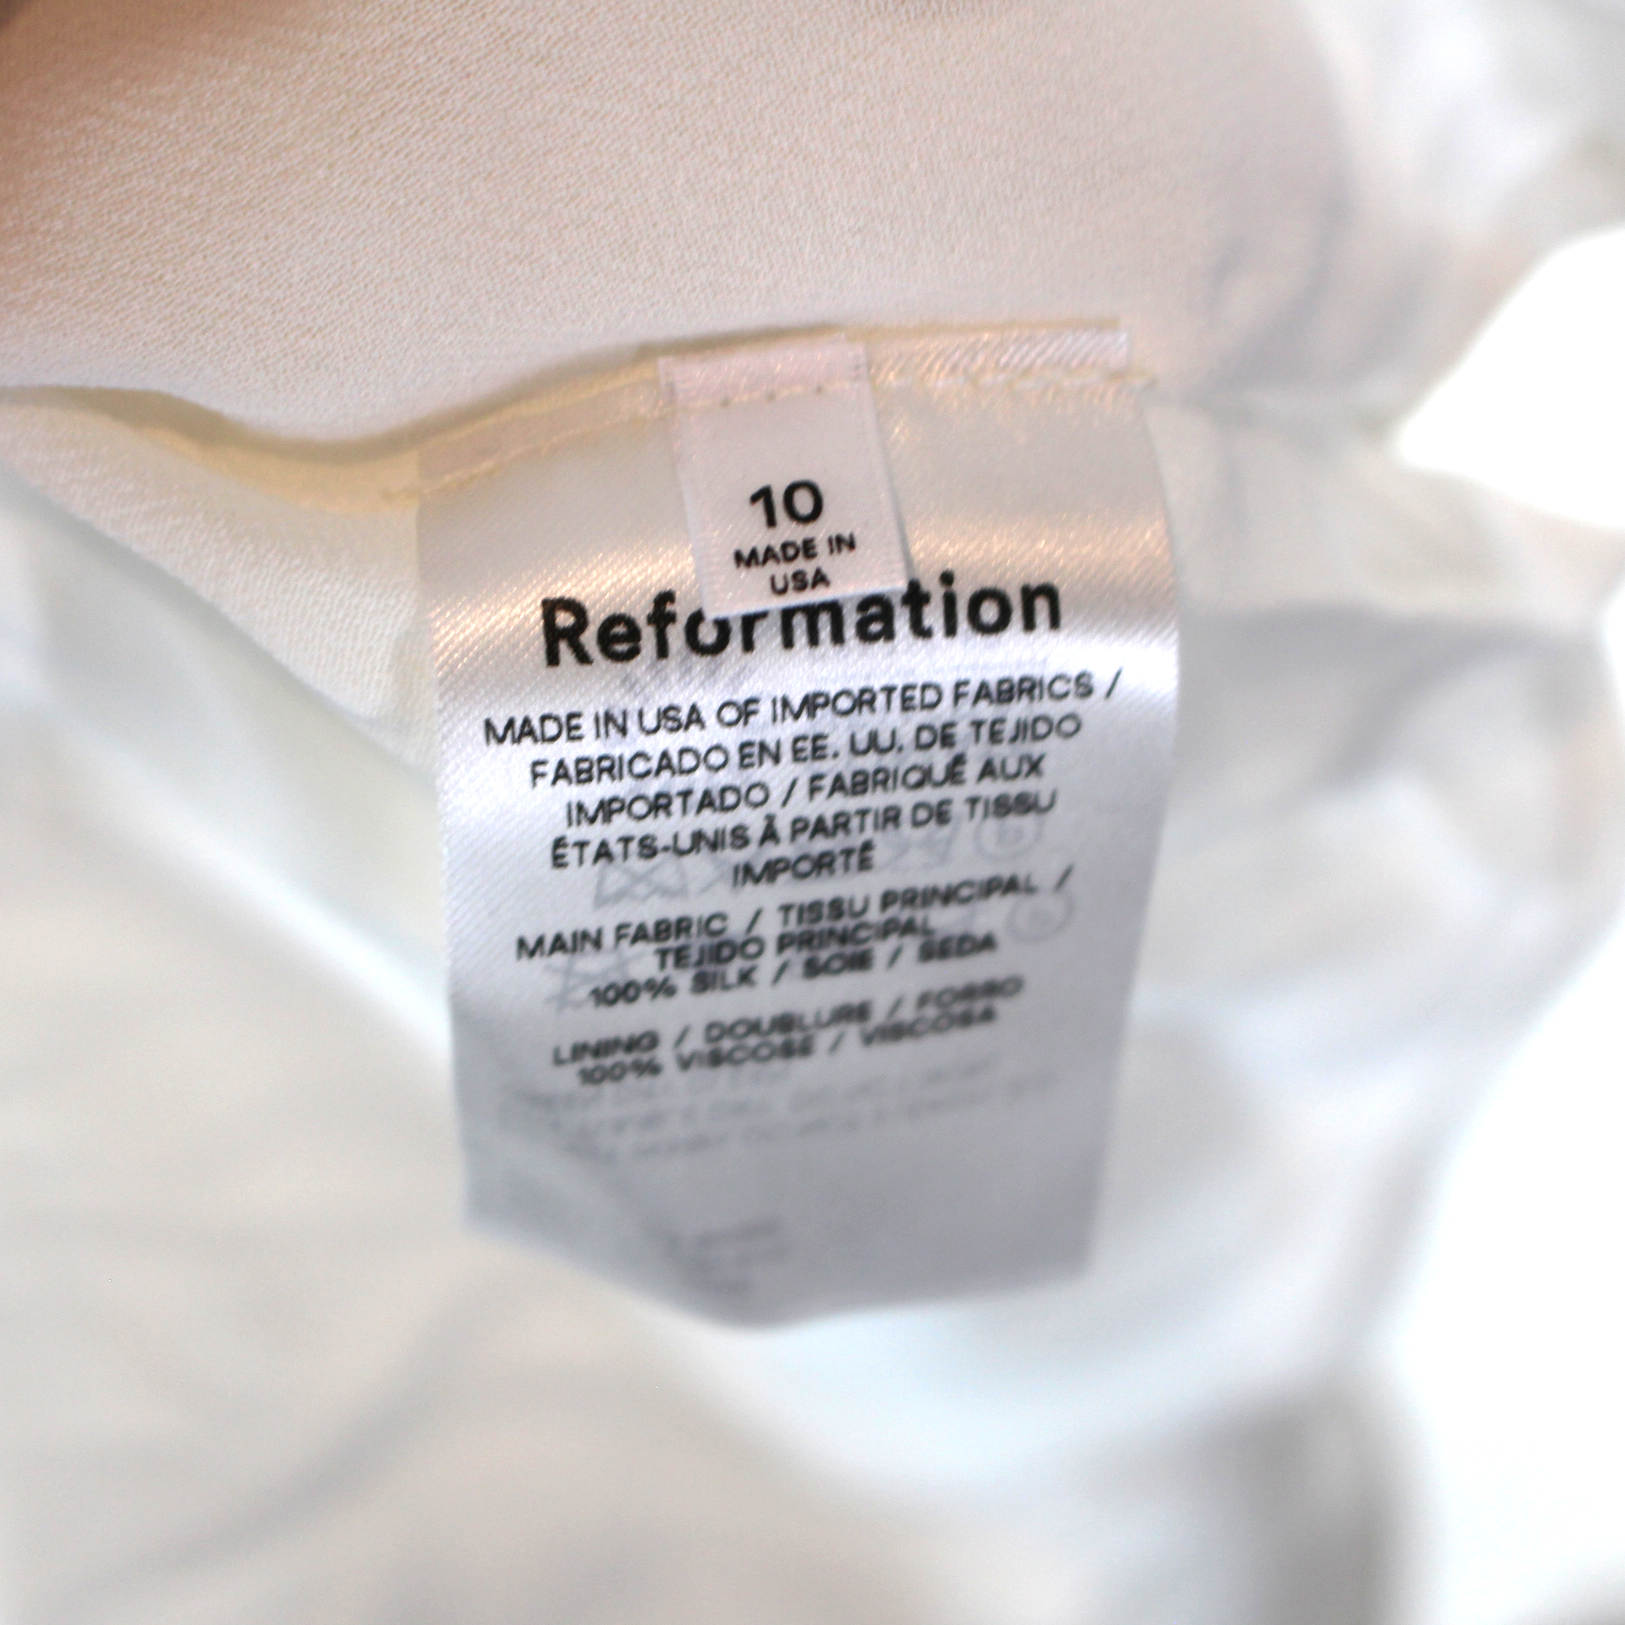 10
MADE IN
USA
Reformation
MADE IN USA OF IMPORTED FABRICS /
FABRICADO EN EE. UU. DE TEJIDO
IMPORTADO / FABRIQUÉ AUX
ÉTATS-UNIS À PARTIR DE TISSU
IMPORTÉ
MAIN FABRIC / TISSU PRINCIPAL /
TEJIDO PRINCIPAL
100% SILK / SOIE / SEDA
LINING / DOUBLURE / FORRO
100% VISCOSE / VISCOSA